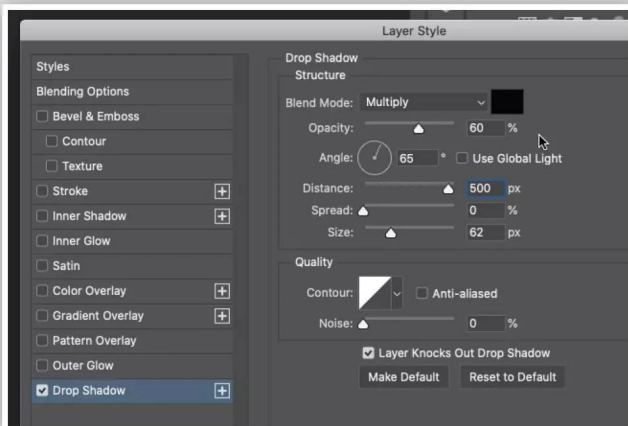 Layer Style
Styles
Blending Options
Bevel & Emboss
Contour
Texture
Stroke
Inner Shadow
Inner Glow
Satin
Color Overlay
Gradient Overlay
Pattern Overlay
Outer Glow
Drop Shadow
Drop Shadow
Structure
Blend Mode: Multiply
Opacity: 60 %
Angle: 65 ° Use Global Light
Distance: 500 px
Spread: 0 %
Size: 62 px
Quality
Contour: Anti-aliased
Noise: 0 %
Layer Knocks Out Drop Shadow
Make Default Reset to Default